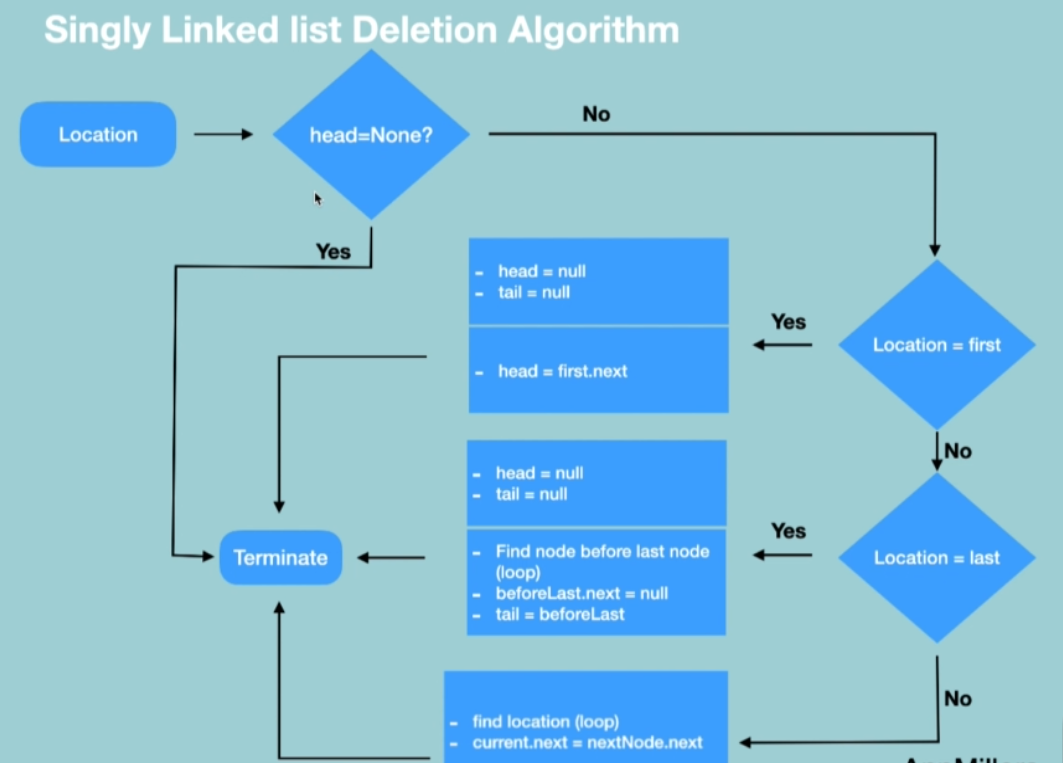 Singly Linked list Deletion Algorithm
Location
head=None?
No
Yes
- head = null
- tail = null
Yes
Location = first
- head = first.next
No
- head = null
- tail = null
Yes
Location = last
Terminate
- Find node before last node
(loop)
- beforeLast.next = null
- tail = beforeLast
No
- find location (loop)
- current.next = nextNode.next